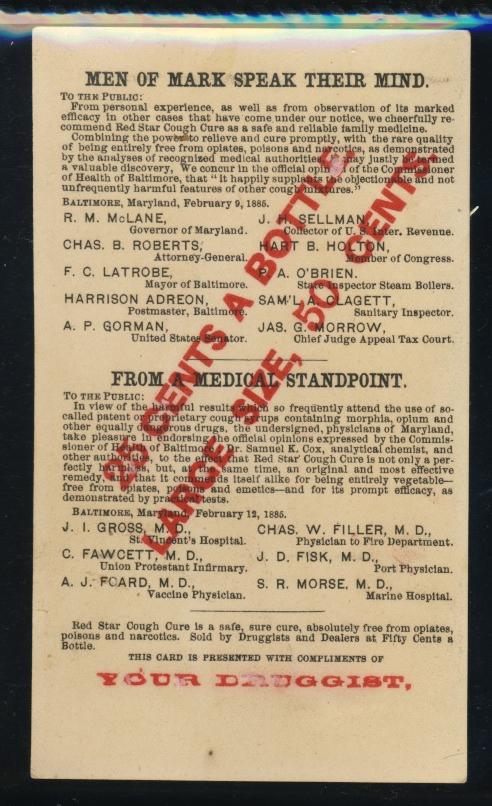 MEN OF MARK SPEAK THEIR MIND.
TO THE PUBLIC:
From personal experience, as well as from observation of its marked
efficacy in other cases that have come under our notice, we cheerfully re-
commend Red Star Cough Cure as a safe and reliable family medicine.
Combining the power to relieve and cure promptly, with the rare quality
of being entirely free from opiates, poisons and narcotics, as demonstrated
by the analyses of recognized medical authorities may justly
a valuable discovery, We concur in the official opinion of the Commissioner
of Health of Baltimore, that "it happily supplants the objectionable and not
unfrequently harmful features of other cough mixtures."
BALTIMORE, Maryland, February 9, 1885.
R. M. McLANE,
Governor of Maryland.
J. H. SELLMAN,
Collector of U. S. Inter. Revenue.
CHAS. B. ROBERTS,
Attorney-General.
HART B. HOLTON,
Member of Congress.
F. C. LATROBE,
Mayor of Baltimore.
P. A. O'BRIEN.
State Inspector Steam Boilers.
HARRISON ADREON,
Postmaster, Baltimore.
SAM'L A. CLAGETT,
Sanitary Inspector.
A. P. GORMAN,
United States Senator.
JAS. G. MORROW,
Chief Judge Appeal Tax Court.
25 CENTS A BOTTLE.
LARGE SIZE, 50 CENTS.
FROM A MEDICAL STANDPOINT.
TO THE PUBLIC:
In view of the harmful results which so frequently attend the use of so-
called patent or proprietary cough syrups containing morphia, opium and
other equally dangerous drugs, the undersigned, physicians of Maryland,
take pleasure in endorsing the official opinions expressed by the Commis-
sioner of Health of Baltimore, Dr. Samuel K. Cox, analytical chemist, and
other authorities, to the effect that Red Star Cough Cure is not only a per-
fectly harmless, but, at the same time, an original and most effective
remedy, and that it commends itself alike for being entirely vegetable—
free from opiates, poisons and emetics—and for its prompt efficacy, as
demonstrated by practical tests.
BALTIMORE, Maryland, February 12, 1885.
J. I. GROSS, M. D.,
St. Vincent's Hospital.
CHAS. W. FILLER, M. D.,
Physician to Fire Department.
C. FAWCETT, M. D.,
Union Protestant Infirmary.
J. D. FISK, M. D.,
Port Physician.
A. J. FOARD, M. D.,
Vaccine Physician.
S. R. MORSE, M. D.,
Marine Hospital.
Red Star Cough Cure is a safe, sure cure, absolutely free from opiates,
poisons and narcotics. Sold by Druggists and Dealers at Fifty Cents a
Bottle.
THIS CARD IS PRESENTED WITH COMPLIMENTS OF
YOUR DRUGGIST,